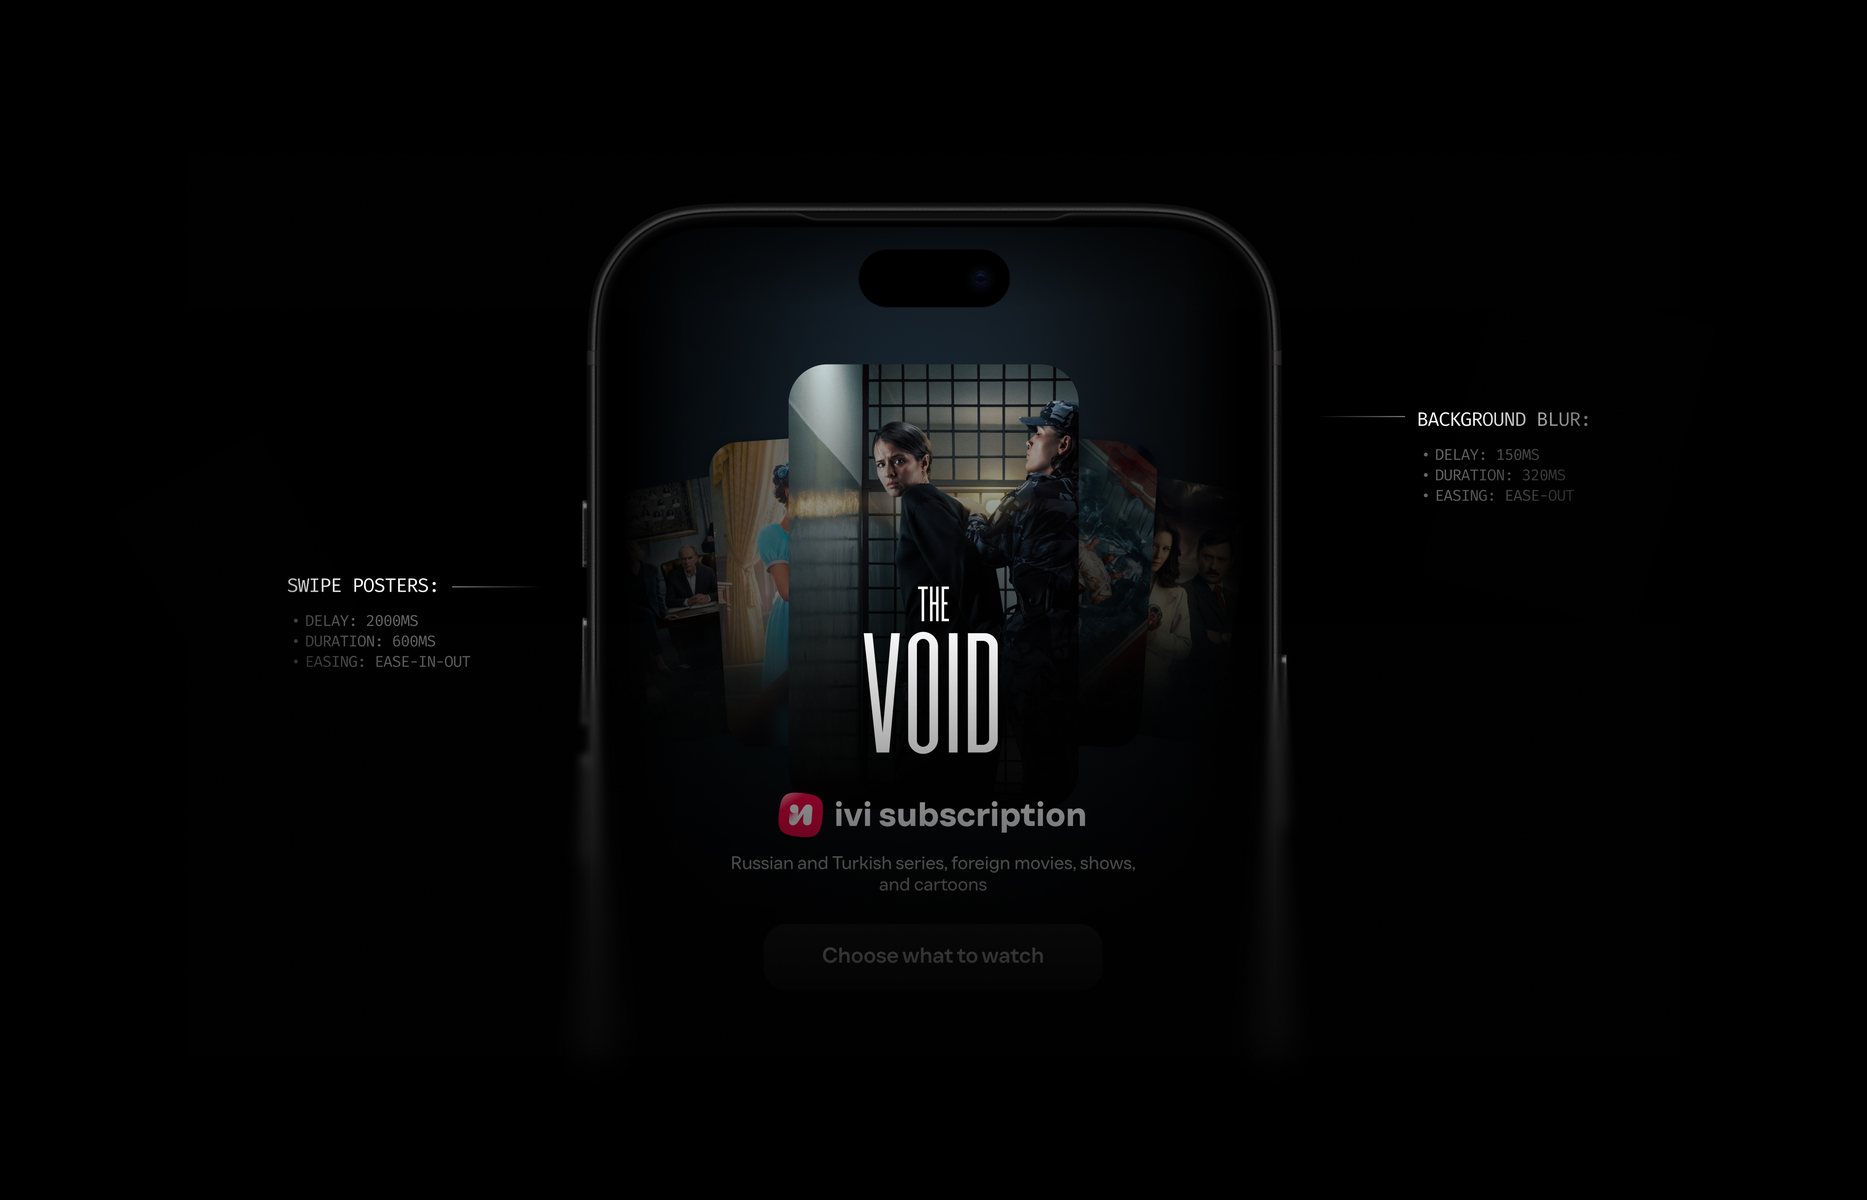 BACKGROUND BLUR:
• DELAY: 150MS
• DURATION: 320MS
• EASING: EASE-OUT
SWIPE POSTERS:
• DELAY: 2000MS
• DURATION: 600MS
• EASING: EASE-IN-OUT
THE
VOID
ivi subscription
Russian and Turkish series, foreign movies, shows,
and cartoons
Choose what to watch